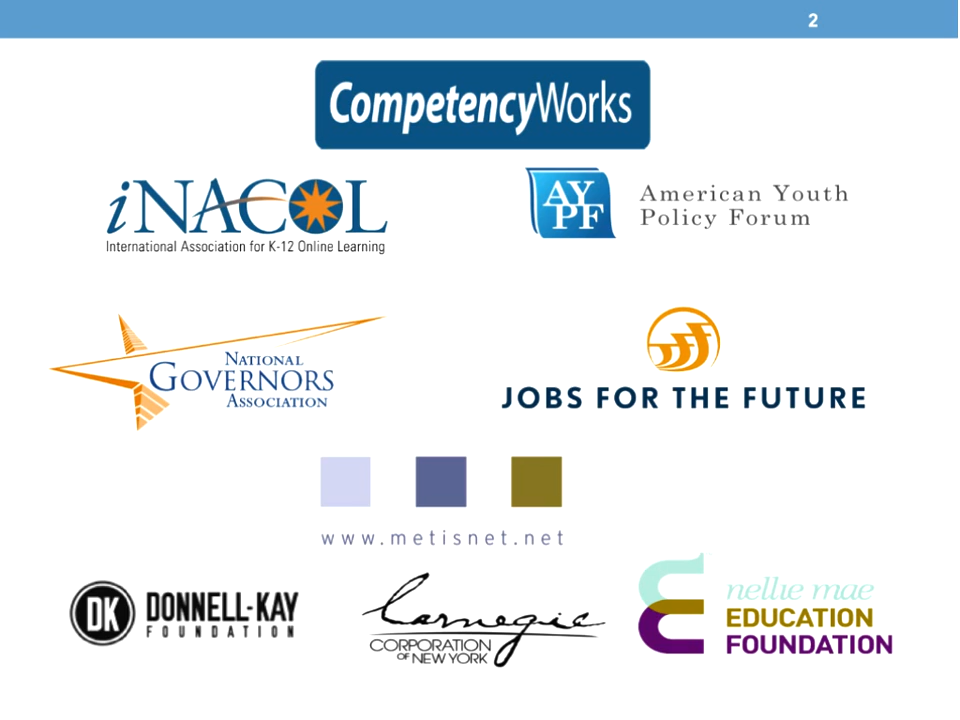 2
CompetencyWorks
iNACOL
International Association for K-12 Online Learning
AYPF
American Youth
Policy Forum
NATIONAL
GOVERNORS
ASSOCIATION
JOBS FOR THE FUTURE
www.metisnet.net
DK
DONNELL-KAY
FOUNDATION
Carnegie
CORPORATION
OF NEW YORK
nellie mae
EDUCATION
FOUNDATION